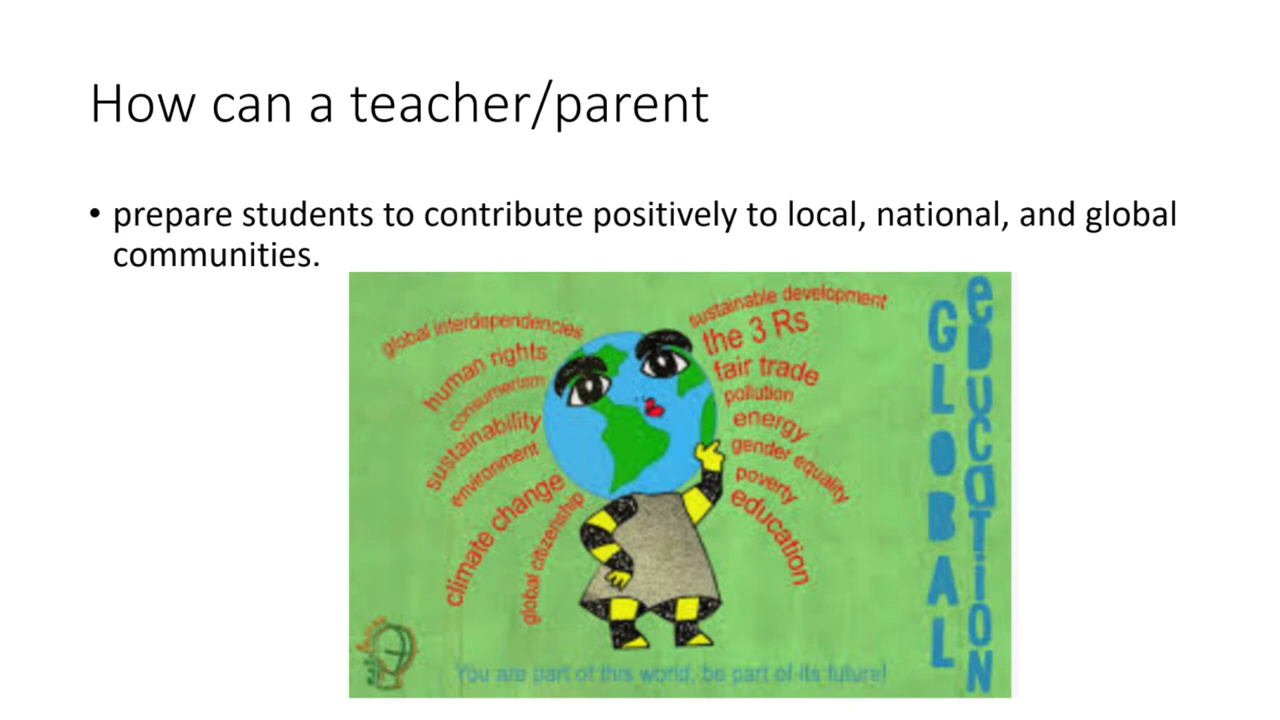 How can a teacher/parent
• prepare students to contribute positively to local, national, and global
communities.
global interdependencies
human rights
consumerism
sustainability
environment
climate change
global citizenship
sustainable development
the 3 Rs
fair trade
pollution
energy
gender equality
poverty
education
GLOBAL
eDUCaTiON
You are part of this world, be part of its future!